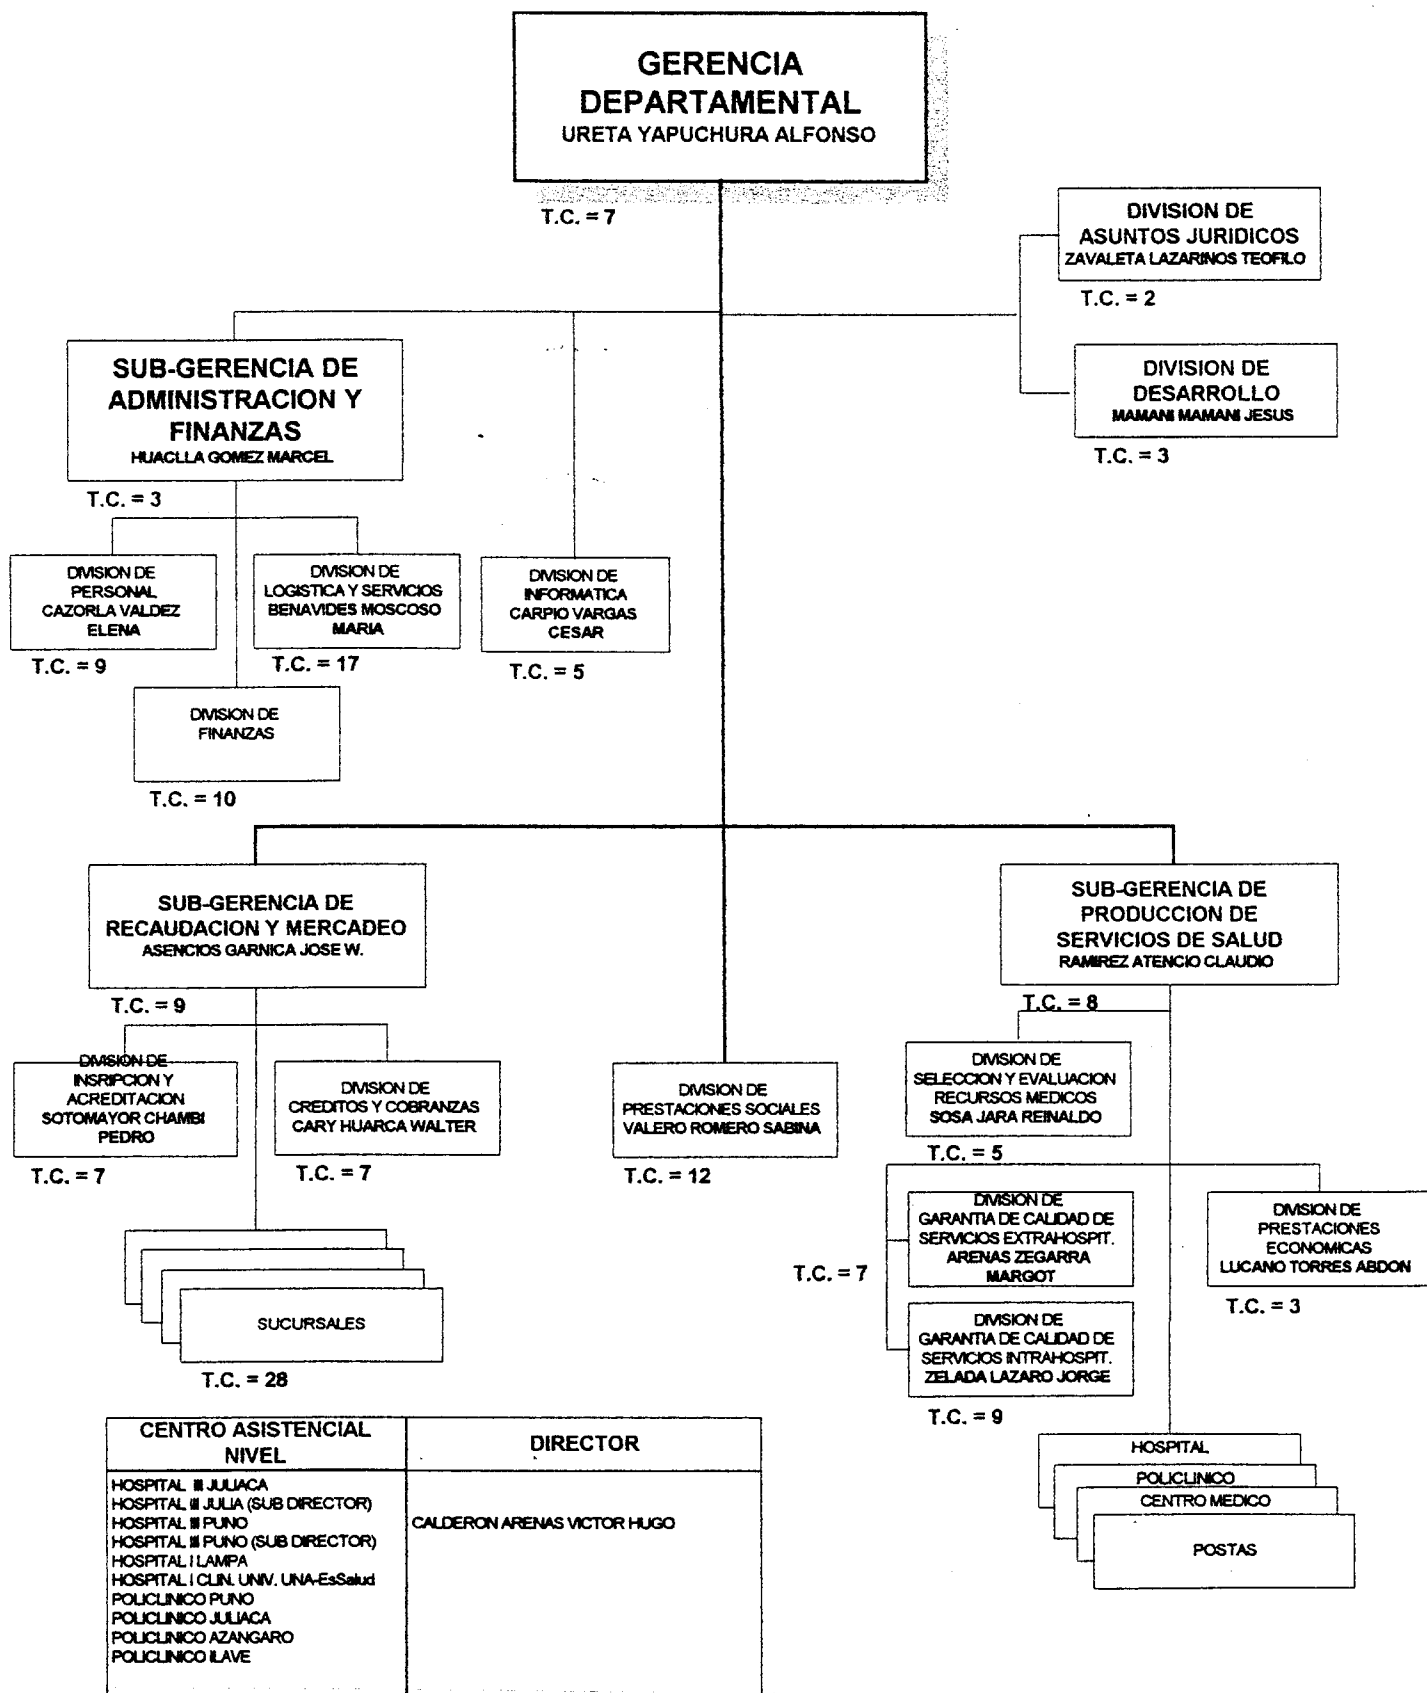 GERENCIA
DEPARTAMENTAL
URETA YAPUCHURA ALFONSO
T.C. = 7
DIVISION DE
ASUNTOS JURIDICOS
ZAVALETA LAZARINOS TEOFILO
T.C. = 2
DIVISION DE
DESARROLLO
MAMANI MAMANI JESUS
T.C. = 3
SUB-GERENCIA DE
ADMINISTRACION Y
FINANZAS
HUACLLA GOMEZ MARCEL
T.C. = 3
DIVISION DE
PERSONAL
CAZORLA VALDEZ
ELENA
T.C. = 9
DIVISION DE
LOGISTICA Y SERVICIOS
BENAVIDES MOSCOSO
MARIA
T.C. = 17
DIVISION DE
INFORMATICA
CARPIO VARGAS
CESAR
T.C. = 5
DIVISION DE
FINANZAS
T.C. = 10
SUB-GERENCIA DE
RECAUDACION Y MERCADEO
ASENCIOS GARNICA JOSE W.
T.C. = 9
SUB-GERENCIA DE
PRODUCCION DE
SERVICIOS DE SALUD
RAMIREZ ATENCIO CLAUDIO
T.C. = 8
DIVISION DE
INSRIPCION Y
ACREDITACION
SOTOMAYOR CHAMBI
PEDRO
T.C. = 7
DIVISION DE
CREDITOS Y COBRANZAS
CARY HUARCA WALTER
T.C. = 7
DIVISION DE
PRESTACIONES SOCIALES
VALERO ROMERO SABINA
T.C. = 12
DIVISION DE
SELECCION Y EVALUACION
RECURSOS MEDICOS
SOSA JARA REINALDO
T.C. = 5
DIVISION DE
GARANTIA DE CALIDAD DE
SERVICIOS EXTRAHOSPIT.
ARENAS ZEGARRA
MARGOT
T.C. = 7
DIVISION DE
PRESTACIONES
ECONOMICAS
LUCANO TORRES ABDON
T.C. = 3
DIVISION DE
GARANTIA DE CALIDAD DE
SERVICIOS INTRAHOSPIT.
ZELADA LAZARO JORGE
T.C. = 9
SUCURSALES
T.C. = 28
HOSPITAL
POLICLINICO
CENTRO MEDICO
POSTAS
CENTRO ASISTENCIAL
NIVEL
DIRECTOR
HOSPITAL III JULIACA
HOSPITAL III JULIA (SUB DIRECTOR)
HOSPITAL III PUNO CALDERON ARENAS VICTOR HUGO
HOSPITAL III PUNO (SUB DIRECTOR)
HOSPITAL I LAMPA
HOSPITAL I CLIN. UNIV. UNA-EsSalud
POLICLINICO PUNO
POLICLINICO JULIACA
POLICLINICO AZANGARO
POLICLINICO ILAVE